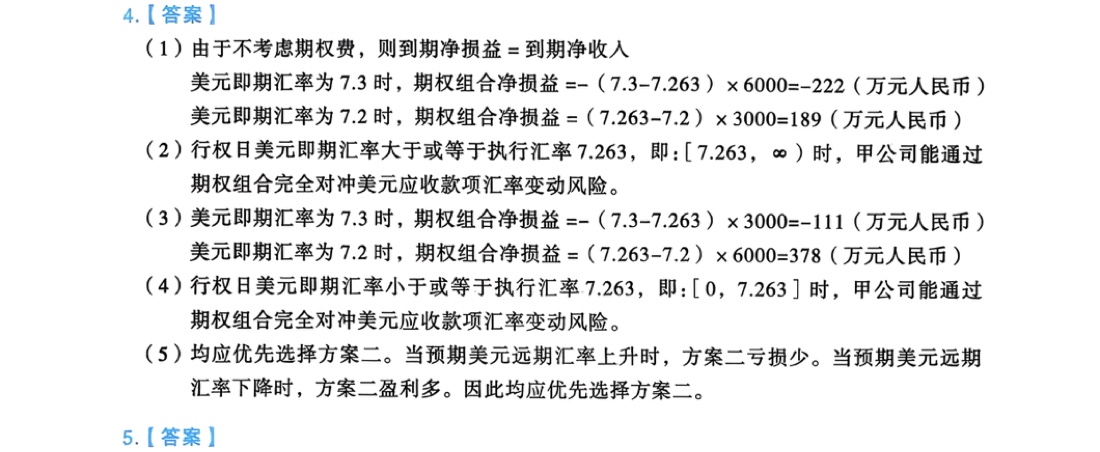 4.【答案】
（1）由于不考虑期权费，则到期净损益 = 到期净收入
美元即期汇率为 7.3 时，期权组合净损益 =-（7.3-7.263）×6000=-222（万元人民币）
美元即期汇率为 7.2 时，期权组合净损益 =（7.263-7.2）×3000=189（万元人民币）
（2）行权日美元即期汇率大于或等于执行汇率 7.263，即：[ 7.263，∞）时，甲公司能通过
期权组合完全对冲美元应收款项汇率变动风险。
（3）美元即期汇率为 7.3 时，期权组合净损益 =-（7.3-7.263）×3000=-111（万元人民币）
美元即期汇率为 7.2 时，期权组合净损益 =（7.263-7.2）×6000=378（万元人民币）
（4）行权日美元即期汇率小于或等于执行汇率 7.263，即：[ 0，7.263 ] 时，甲公司能通过
期权组合完全对冲美元应收款项汇率变动风险。
（5）均应优先选择方案二。当预期美元远期汇率上升时，方案二亏损少。当预期美元远期
汇率下降时，方案二盈利多。因此均应优先选择方案二。
5.【答案】